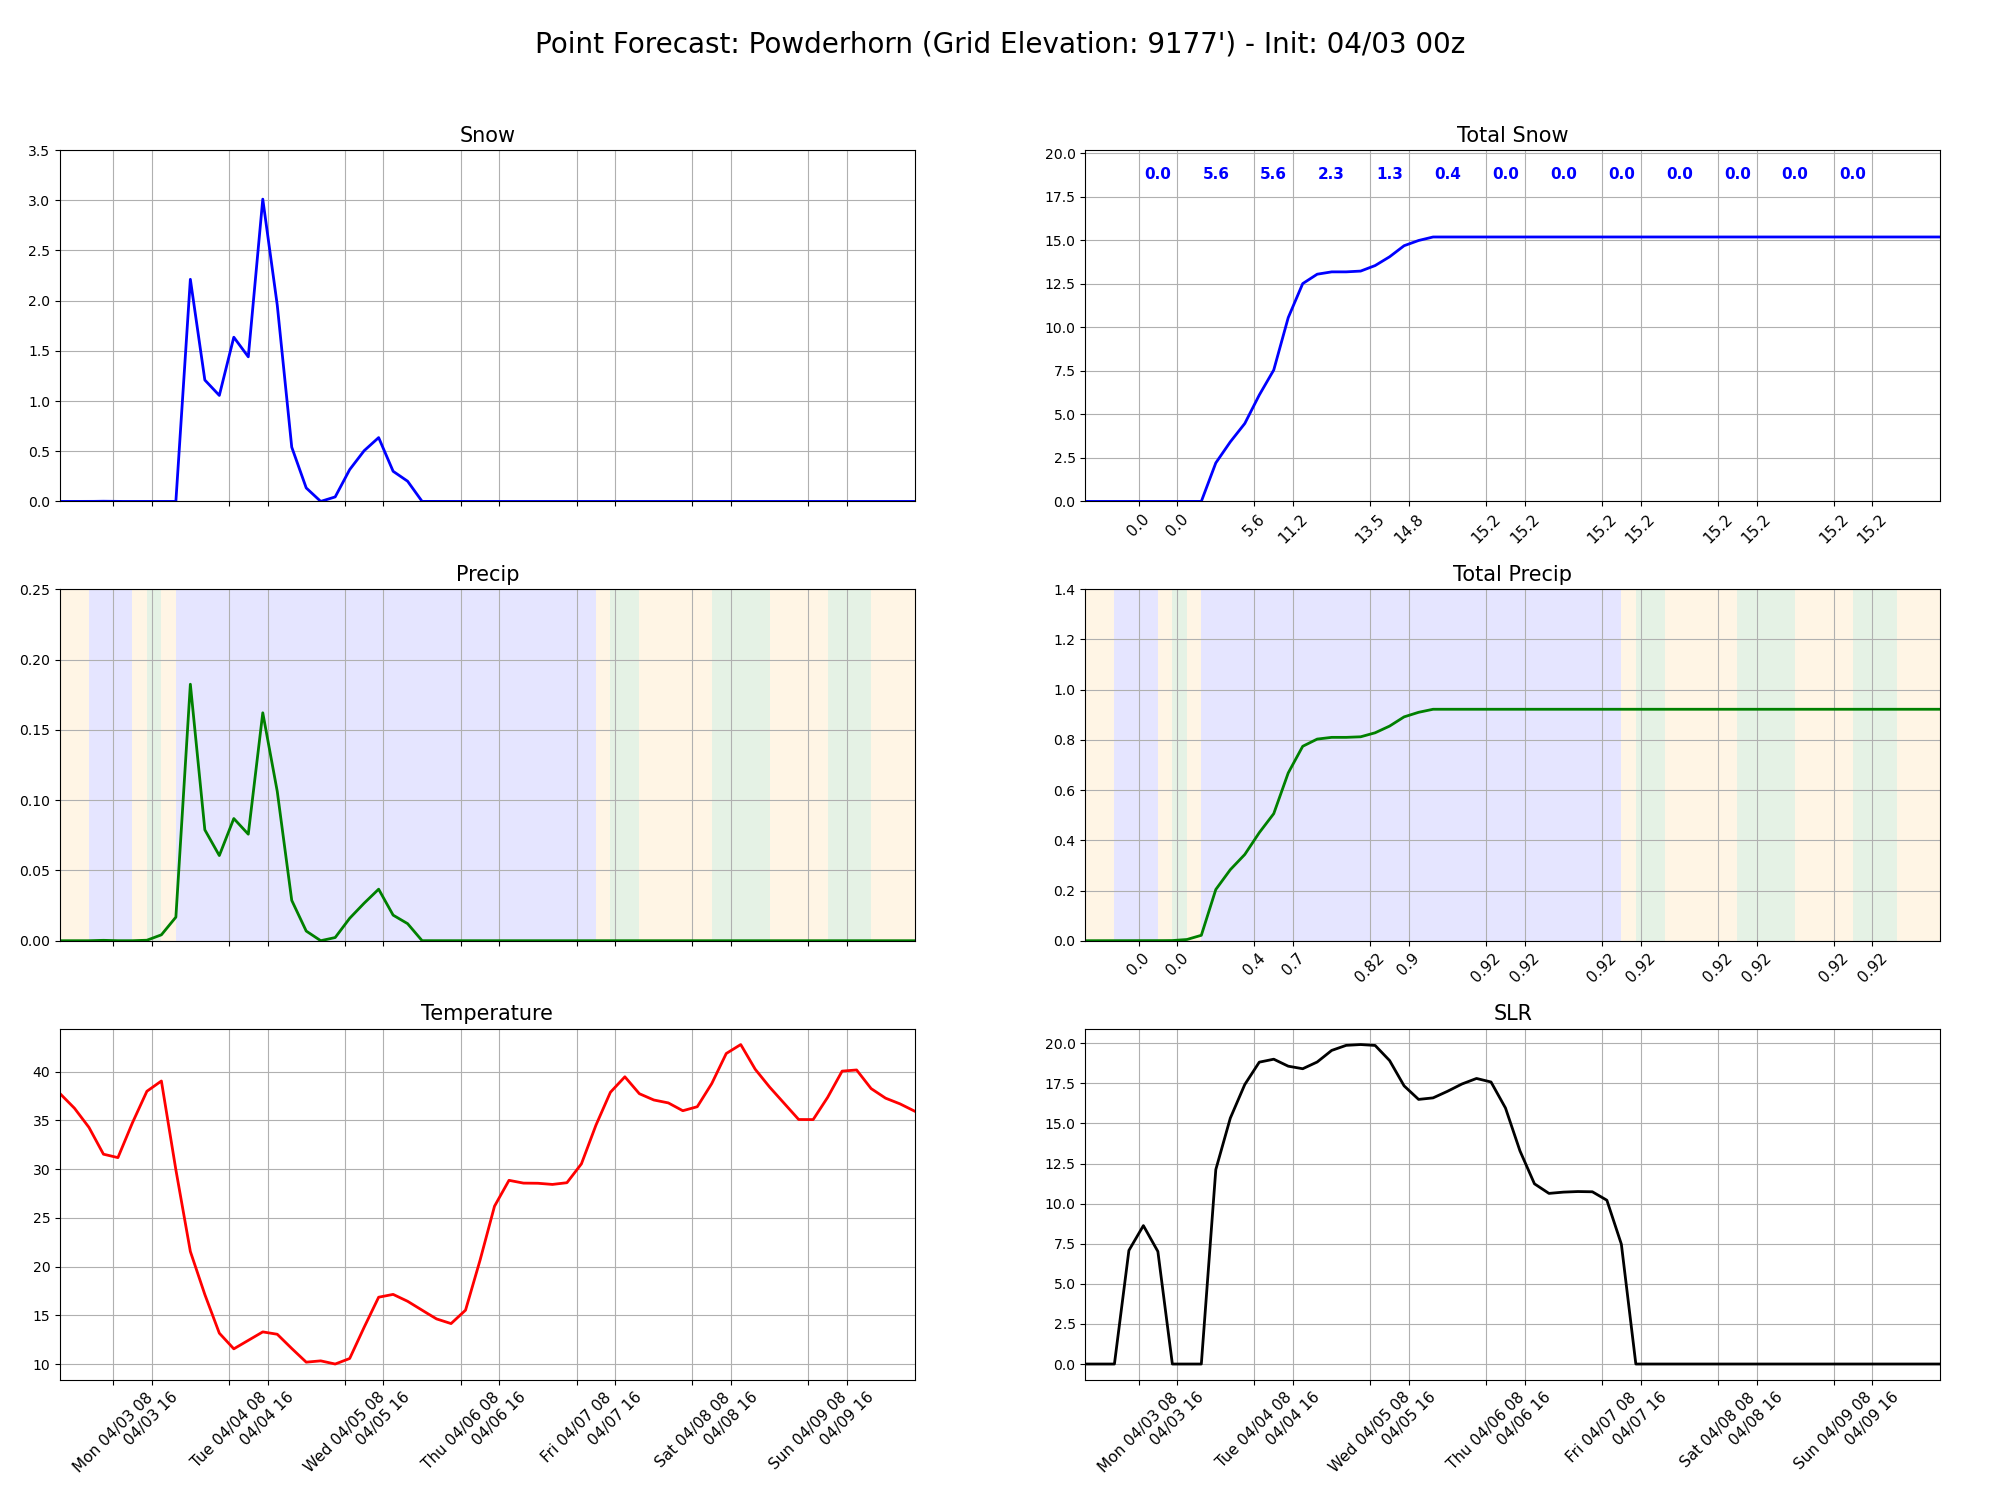 Point Forecast: Powderhorn (Grid Elevation: 9177') - Init: 04/03 00z
Snow
3.5
3.0
2.5
2.0
1.5
1.0
0.5
0.0
Total Snow
20.0
17.5
15.0
12.5
10.0
7.5
5.0
2.5
0.0
0.0 5.6 5.6 2.3 1.3 0.4 0.0 0.0 0.0 0.0 0.0 0.0 0.0
0.0 0.0 5.6 11.2 13.5 14.8 15.2 15.2 15.2 15.2 15.2 15.2 15.2 15.2
Precip
0.25
0.20
0.15
0.10
0.05
0.00
Total Precip
1.4
1.2
1.0
0.8
0.6
0.4
0.2
0.0
0.0 0.0 0.4 0.7 0.82 0.9 0.92 0.92 0.92 0.92 0.92 0.92 0.92 0.92
Temperature
40
35
30
25
20
15
10
Mon 04/03 08
04/03 16
Tue 04/04 08
04/04 16
Wed 04/05 08
04/05 16
Thu 04/06 08
04/06 16
Fri 04/07 08
04/07 16
Sat 04/08 08
04/08 16
Sun 04/09 08
04/09 16
SLR
20.0
17.5
15.0
12.5
10.0
7.5
5.0
2.5
0.0
Mon 04/03 08
04/03 16
Tue 04/04 08
04/04 16
Wed 04/05 08
04/05 16
Thu 04/06 08
04/06 16
Fri 04/07 08
04/07 16
Sat 04/08 08
04/08 16
Sun 04/09 08
04/09 16